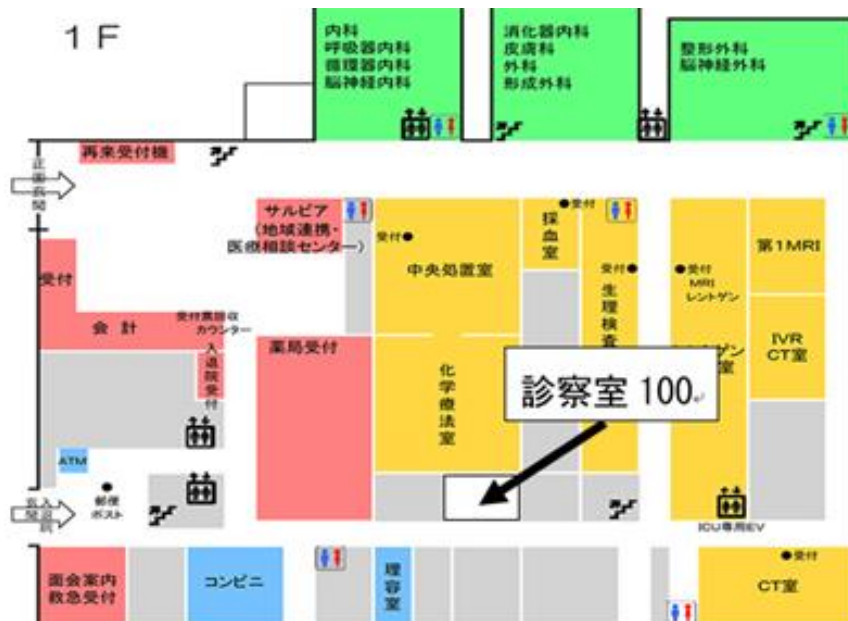 1F
内科
呼吸器内科
循環器内科
脳神経内科
消化器内科
皮膚科
外科
形成外科
整形外科
脳神経外科
正面玄関
再来受付機
サルビア
(地域連携・
医療相談センター)
受付
中央処置室
採血室
受付
受付
生理検査
受付
MRI
レントゲン
第1MRI
IVR
CT室
受付
会計
受付票回収
カウンター
入退院受付
薬局受付
化学療法室
診察室100
ATM
郵便
ポスト
ICU専用EV
面会案内
救急受付
コンビニ
理容室
受付
CT室